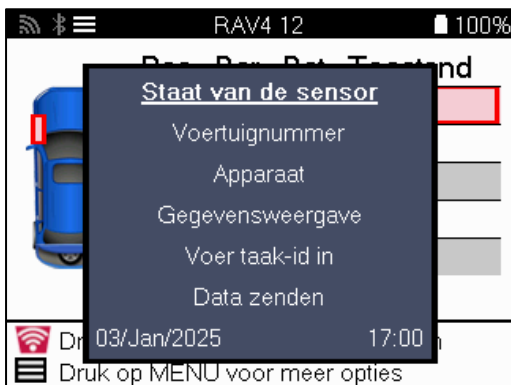 RAV4 12 100%
Staat van de sensor
Voertuignummer
Apparaat
Gegevensweergave
Voer taak-id in
Data zenden
03/Jan/2025 17:00
Druk op MENU voor meer opties